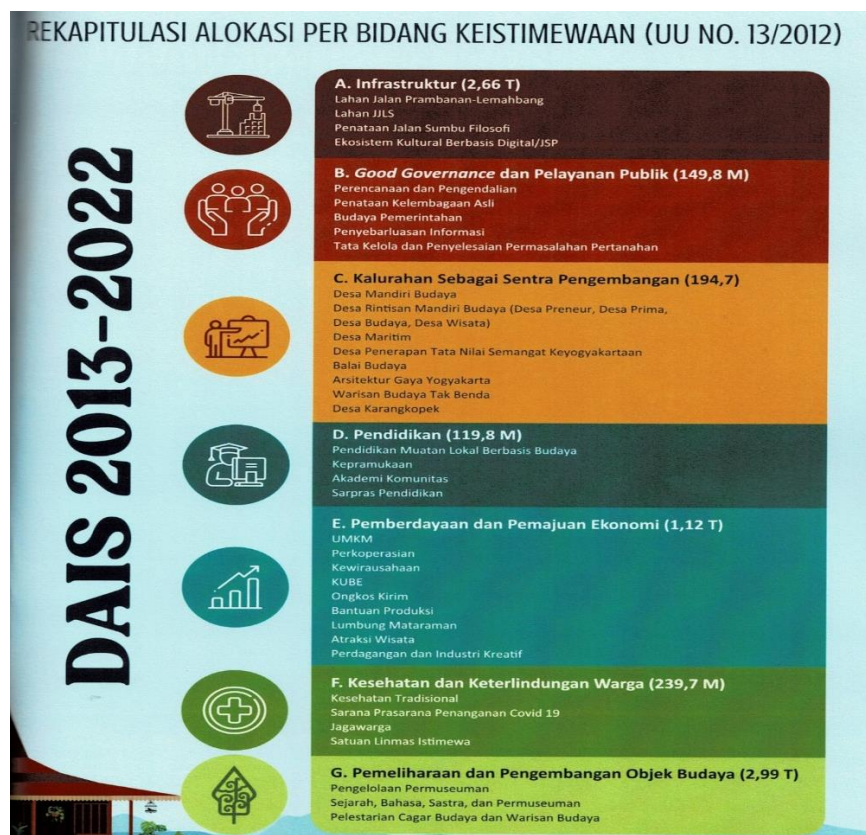 REKAPITULASI ALOKASI PER BIDANG KEISTIMEWAAN (UU NO. 13/2012)
DAIS 2013-2022
A. Infrastruktur (2,66 T)
Lahan Jalan Prambanan-Lemahbang
Lahan JJLS
Penataan Jalan Sumbu Filosofi
Ekosistem Kultural Berbasis Digital/JSP
B. Good Governance dan Pelayanan Publik (149,8 M)
Perencanaan dan Pengendalian
Penataan Kelembagaan Asli
Budaya Pemerintahan
Penyebarluasan Informasi
Tata Kelola dan Penyelesaian Permasalahan Pertanahan
C. Kalurahan Sebagai Sentra Pengembangan (194,7)
Desa Mandiri Budaya
Desa Rintisan Mandiri Budaya (Desa Preneur, Desa Prima,
Desa Budaya, Desa Wisata)
Desa Maritim
Desa Penerapan Tata Nilai Semangat Keyogyakartaan
Balai Budaya
Arsitektur Gaya Yogyakarta
Warisan Budaya Tak Benda
Desa Karangkopek
D. Pendidikan (119,8 M)
Pendidikan Muatan Lokal Berbasis Budaya
Kepramukaan
Akademi Komunitas
Sarpras Pendidikan
E. Pemberdayaan dan Pemajuan Ekonomi (1,12 T)
UMKM
Perkoperasian
Kewirausahaan
KUBE
Ongkos Kirim
Bantuan Produksi
Lumbung Mataraman
Atraksi Wisata
Perdagangan dan Industri Kreatif
F. Kesehatan dan Keterlindungan Warga (239,7 M)
Kesehatan Tradisional
Sarana Prasarana Penanganan Covid 19
Jagawarga
Satuan Linmas Istimewa
G. Pemeliharaan dan Pengembangan Objek Budaya (2,99 T)
Pengelolaan Permuseuman
Sejarah, Bahasa, Sastra, dan Permuseuman
Pelestarian Cagar Budaya dan Warisan Budaya